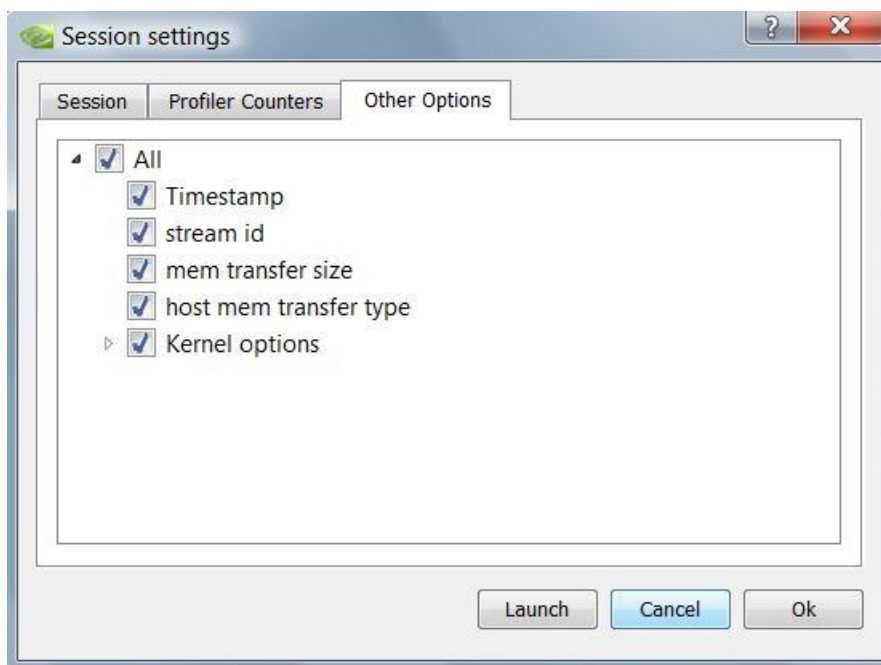 Session settings
Session Profiler Counters Other Options
All
Timestamp
stream id
mem transfer size
host mem transfer type
Kernel options
Launch Cancel Ok